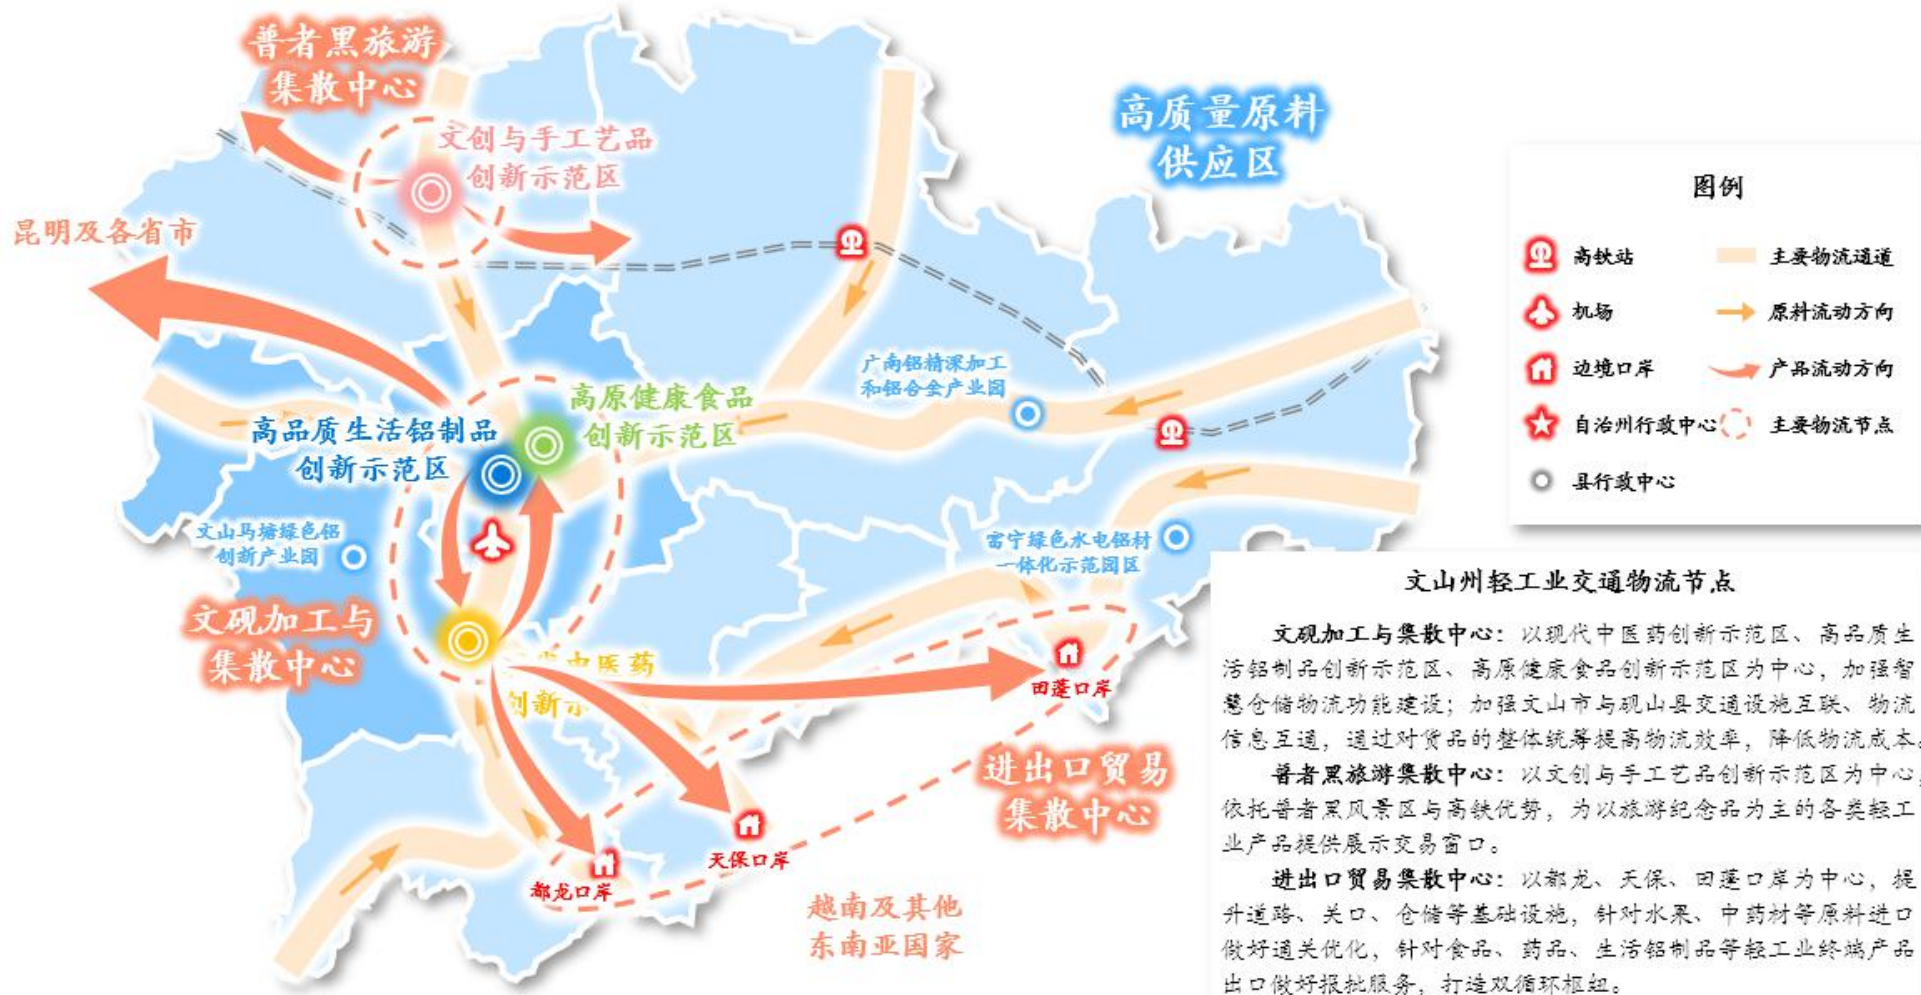 普者黑旅游
集散中心
文创与手工艺品
创新示范区
昆明及各省市
高质量原料
供应区
广南铝精深加工
和铝合金产业园
高原健康食品
创新示范区
高品质生活铝制品
创新示范区
文山马塘绿色铝
创新产业园
富宁绿色水电铝材
一体化示范园区
文砚加工与
集散中心
中医药
创新示
田蓬口岸
进出口贸易
集散中心
天保口岸
都龙口岸
越南及其他
东南亚国家
图例
高铁站
主要物流通道
机场
原料流动方向
边境口岸
产品流动方向
自治州行政中心
主要物流节点
县行政中心
文山州轻工业交通物流节点
文砚加工与集散中心：以现代中医药创新示范区、高品质生
活铝制品创新示范区、高原健康食品创新示范区为中心，加强智
慧仓储物流功能建设；加强文山市与砚山县交通设施互联、物流
信息互通，通过对货品的整体统筹提高物流效率，降低物流成本。
普者黑旅游集散中心：以文创与手工艺品创新示范区为中心，
依托普者黑风景区与高铁优势，为以旅游纪念品为主的各类轻工
业产品提供展示交易窗口。
进出口贸易集散中心：以都龙、天保、田蓬口岸为中心，提
升道路、关口、仓储等基础设施，针对水果、中药材等原料进口
做好通关优化，针对食品、药品、生活铝制品等轻工业终端产品
出口做好报批服务，打造双循环枢纽。